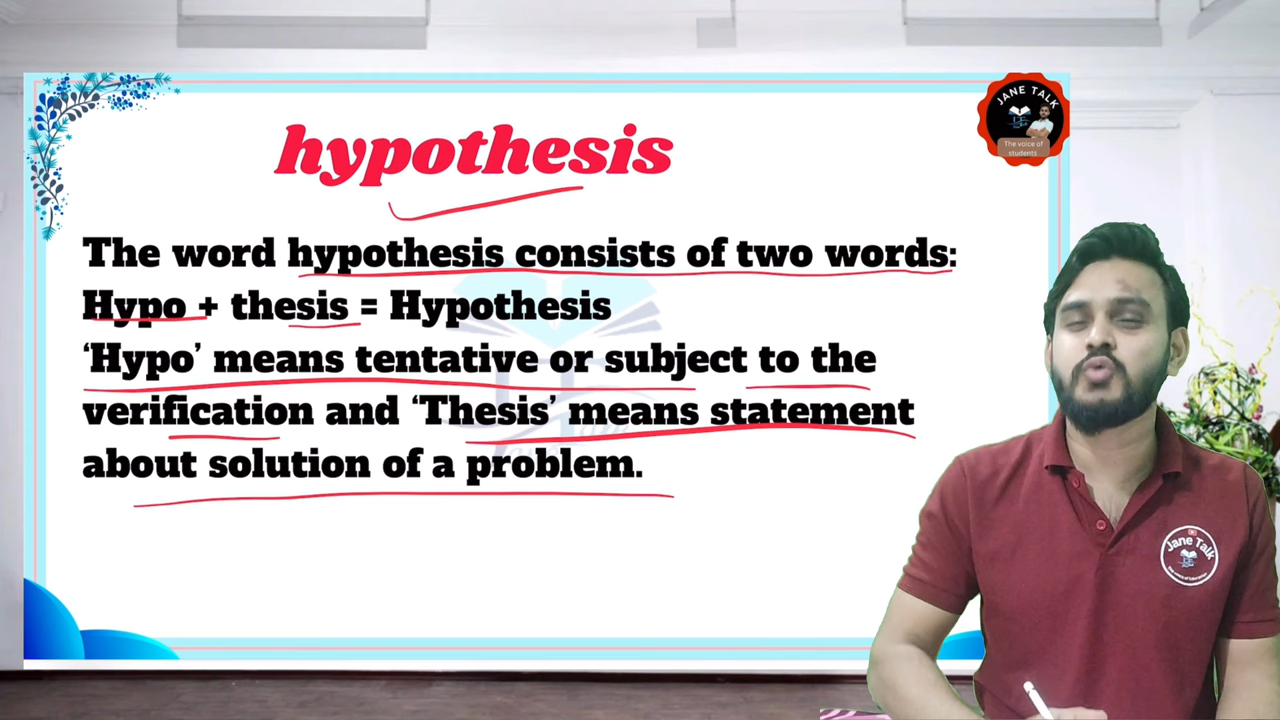 JANE TALK
The voice of
students
hypothesis
The word hypothesis consists of two words:
Hypo + thesis = Hypothesis
‘Hypo’ means tentative or subject to the
verification and ‘Thesis’ means statement
about solution of a problem.
Jane Talk